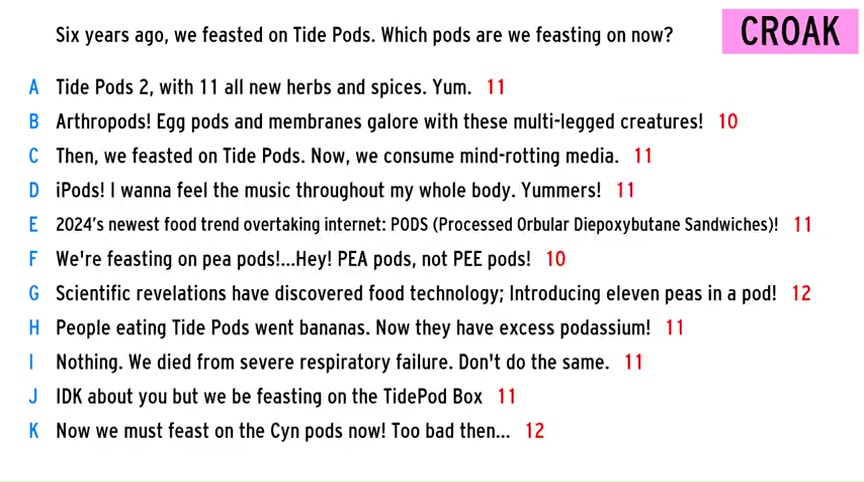 Six years ago, we feasted on Tide Pods. Which pods are we feasting on now?
CROAK
A Tide Pods 2, with 11 all new herbs and spices. Yum. 11
B Arthropods! Egg pods and membranes galore with these multi-legged creatures! 10
C Then, we feasted on Tide Pods. Now, we consume mind-rotting media. 11
D iPods! I wanna feel the music throughout my whole body. Yummers! 11
E 2024's newest food trend overtaking internet: PODS (Processed Orbular Diepoxybutane Sandwiches)! 11
F We're feasting on pea pods!...Hey! PEA pods, not PEE pods! 10
G Scientific revelations have discovered food technology; Introducing eleven peas in a pod! 12
H People eating Tide Pods went bananas. Now they have excess podassium! 11
I Nothing. We died from severe respiratory failure. Don't do the same. 11
J IDK about you but we be feasting on the TidePod Box 11
K Now we must feast on the Cyn pods now! Too bad then... 12